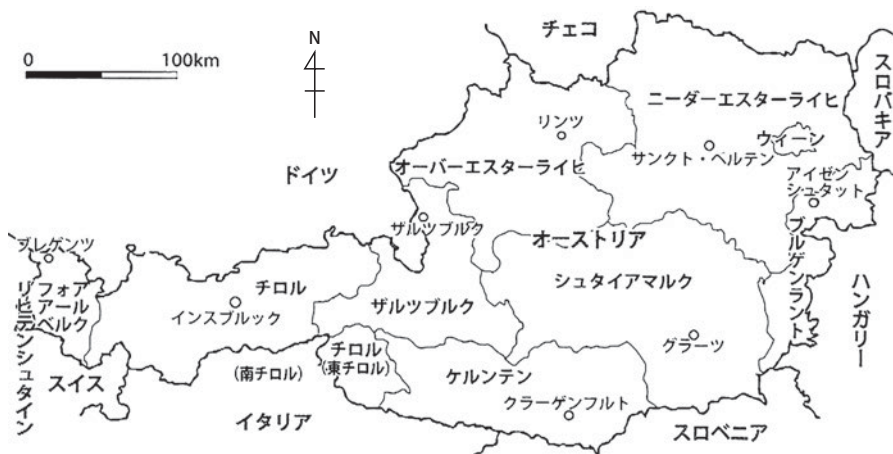 0 100km
N
チェコ
スロバキア
ニーダーエスターライヒ
リンツ
ウィーン
サンクト・ペルテン
オーバーエスターライヒ
アイゼン
シュタット
ドイツ
ザルツブルク
オーストリア
ブルゲンラント
ハンガリー
ブレゲンツ
フォア
アール
ベルク
リヒテンシュタイン
チロル
インスブルック
ザルツブルク
シュタイアマルク
グラーツ
チロル
(東チロル)
(南チロル)
スイス
ケルンテン
クラーゲンフルト
イタリア
スロベニア